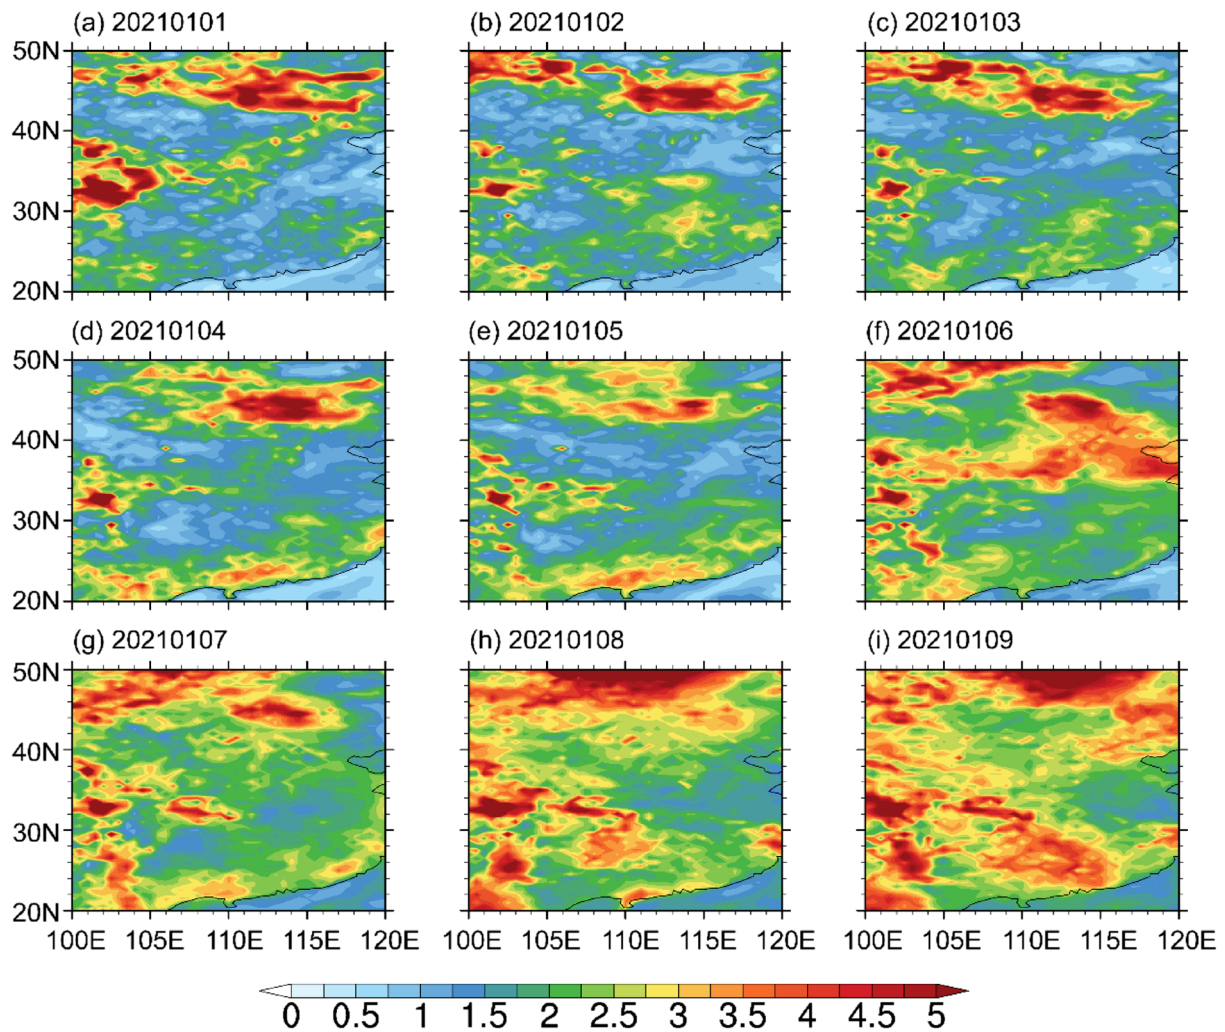 (a) 20210101 (b) 20210102 (c) 20210103
50N
40N
30N
20N
(d) 20210104 (e) 20210105 (f) 20210106
50N
40N
30N
20N
(g) 20210107 (h) 20210108 (i) 20210109
50N
40N
30N
20N
100E 105E 110E 115E 120E 100E 105E 110E 115E 120E 100E 105E 110E 115E 120E
0 0.5 1 1.5 2 2.5 3 3.5 4 4.5 5